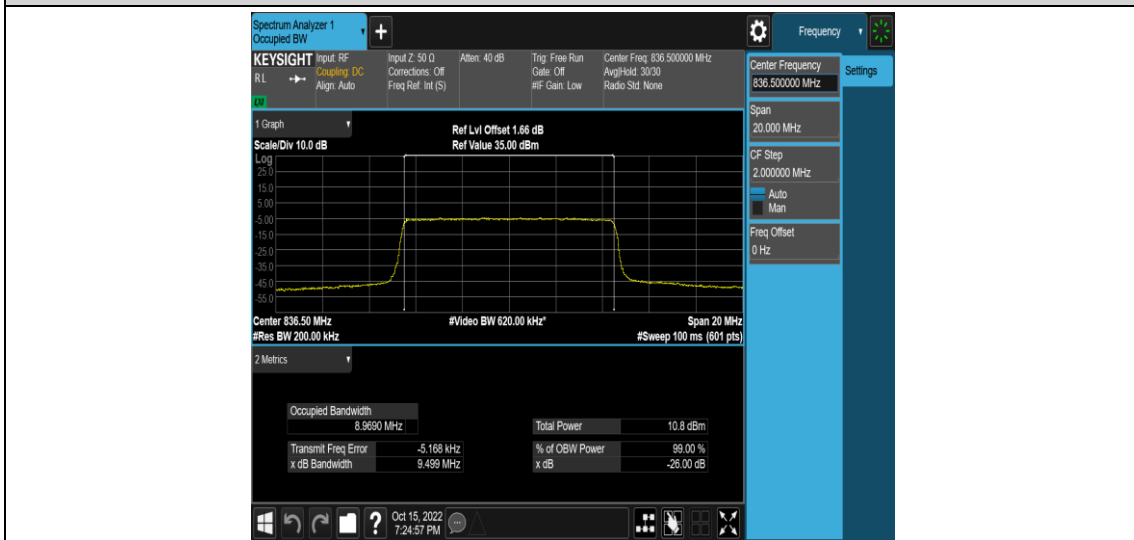 Spectrum Analyzer 1
Occupied BW
+
Frequency
KEYSIGHT
RL
LXI
Input: RF
Coupling: DC
Align: Auto
Input Z: 50 Ω
Corrections: Off
Freq Ref: Int (S)
Atten: 40 dB
Trig: Free Run
Gate: Off
#IF Gain: Low
Center Freq: 836.500000 MHz
Avg|Hold: 30/30
Radio Std: None
Center Frequency
836.500000 MHz
Settings
Span
20.000 MHz
CF Step
2.000000 MHz
Auto
Man
Freq Offset
0 Hz
1 Graph
Scale/Div 10.0 dB
Ref Lvl Offset 1.66 dB
Ref Value 35.00 dBm
Log
25.0
15.0
5.00
-5.00
-15.0
-25.0
-35.0
-45.0
-55.0
Center 836.50 MHz
#Video BW 620.00 kHz*
Span 20 MHz
#Res BW 200.00 kHz
#Sweep 100 ms (601 pts)
2 Metrics
Occupied Bandwidth
8.9690 MHz
Total Power 10.8 dBm
Transmit Freq Error -5.168 kHz
% of OBW Power 99.00 %
x dB Bandwidth 9.499 MHz
x dB -26.00 dB
?
Oct 15, 2022
7:24:57 PM